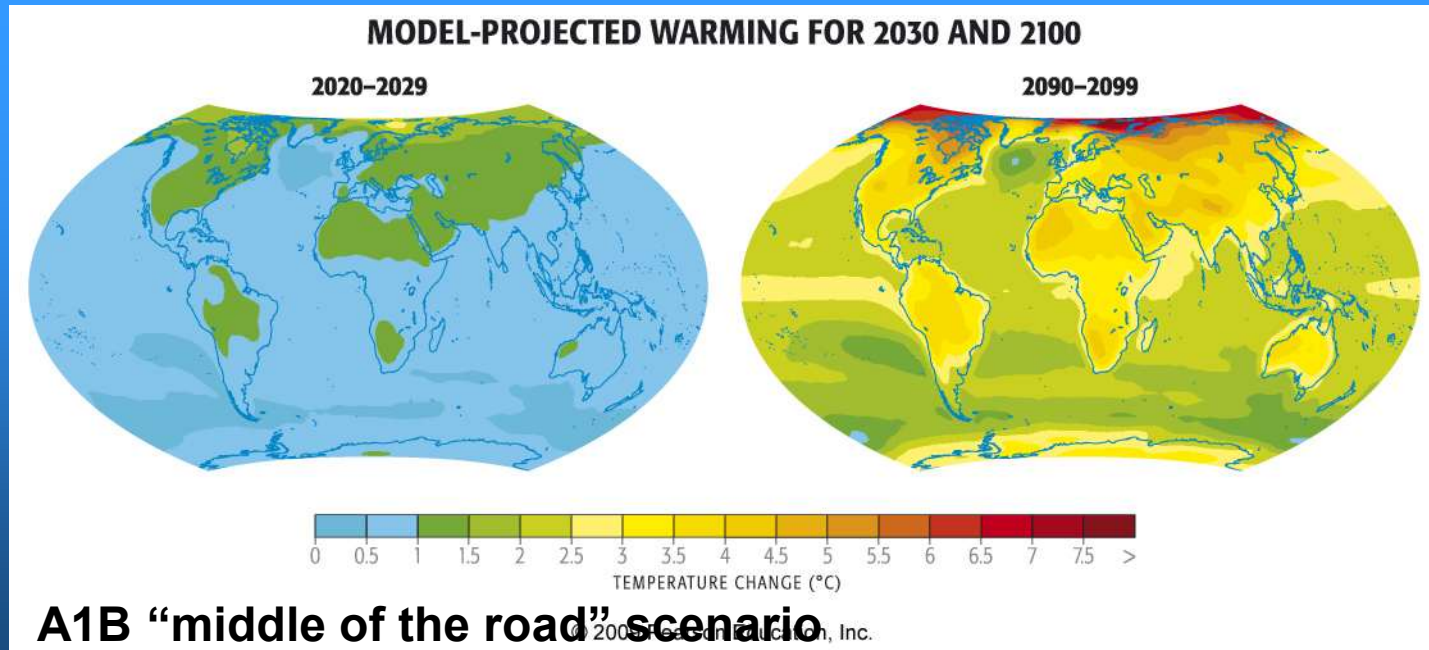 MODEL-PROJECTED WARMING FOR 2030 AND 2100
2020–2029 2090–2099
0 0.5 1 1.5 2 2.5 3 3.5 4 4.5 5 5.5 6 6.5 7 7.5 >
TEMPERATURE CHANGE (°C)
A1B “middle of the road” scenario
Education, Inc.